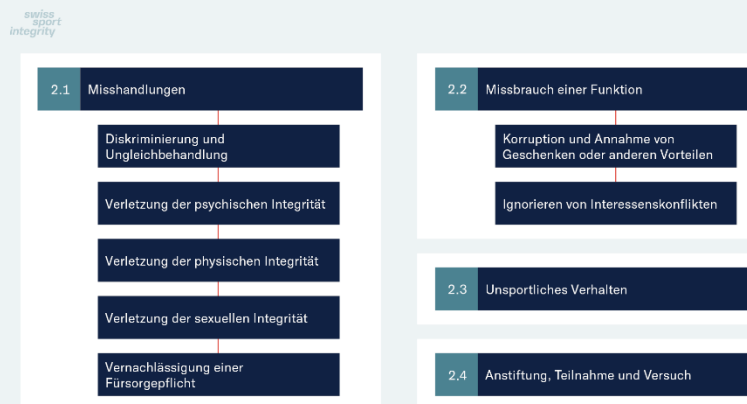 swiss
sport
integrity
2.1 Misshandlungen
Diskriminierung und
Ungleichbehandlung
Verletzung der psychischen Integrität
Verletzung der physischen Integrität
Verletzung der sexuellen Integrität
Vernachlässigung einer
Fürsorgepflicht
2.2 Missbrauch einer Funktion
Korruption und Annahme von
Geschenken oder anderen Vorteilen
Ignorieren von Interessenskonflikten
2.3 Unsportliches Verhalten
2.4 Anstiftung, Teilnahme und Versuch